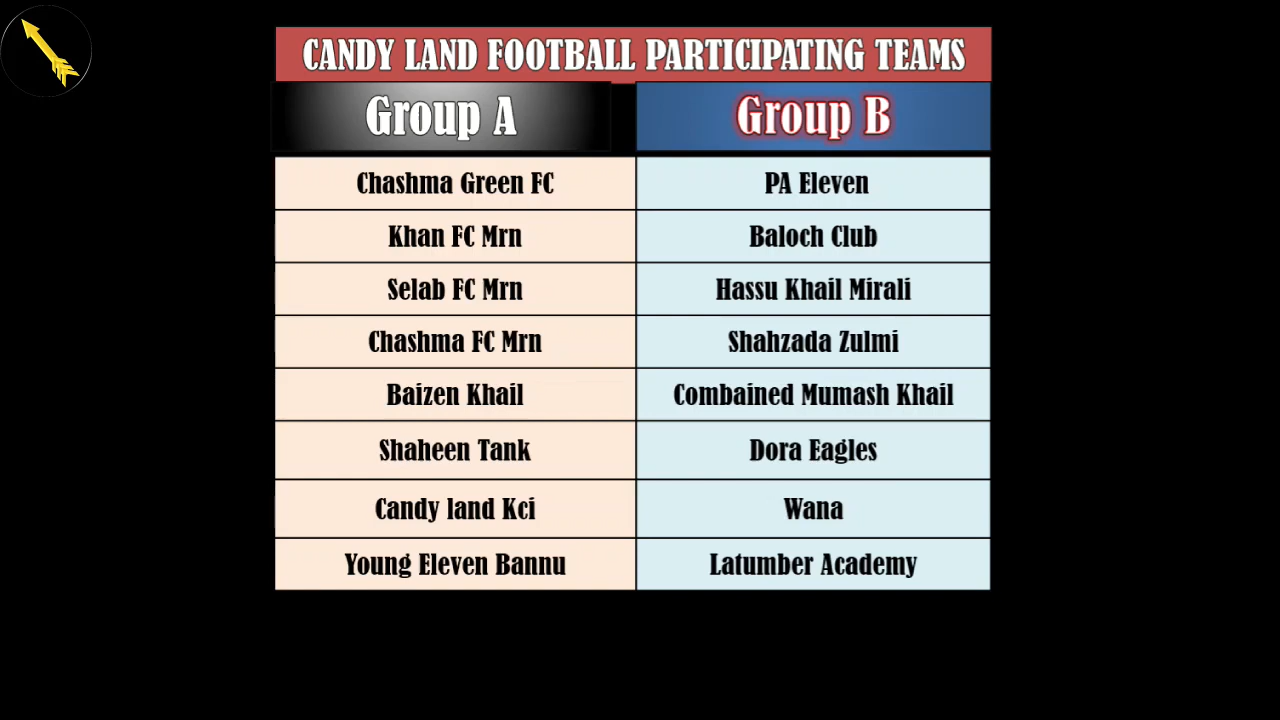 CANDY LAND FOOTBALL PARTICIPATING TEAMS
Group A Group B
Chashma Green FC PA Eleven
Khan FC Mrn Baloch Club
Selab FC Mrn Hassu Khail Mirali
Chashma FC Mrn Shahzada Zulmi
Baizen Khail Combained Mumash Khail
Shaheen Tank Dora Eagles
Candy land Kci Wana
Young Eleven Bannu Latumber Academy